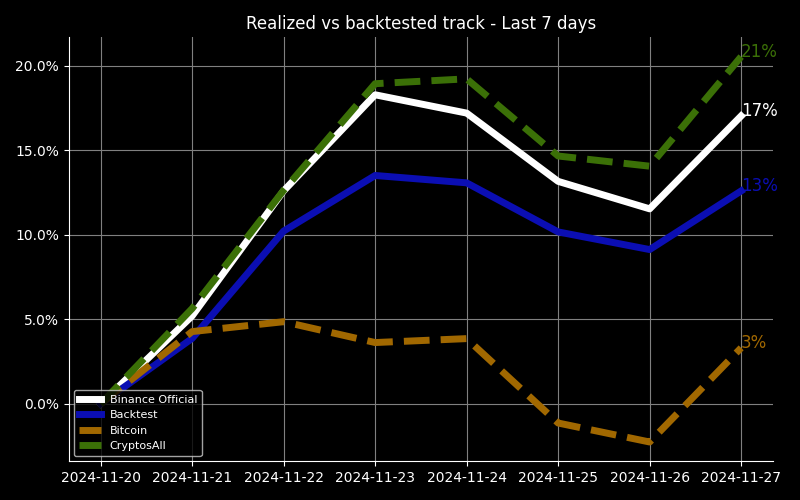 Realized vs backtested track - Last 7 days
20.0%
15.0%
10.0%
5.0%
0.0%
21%
17%
13%
3%
Binance Official
Backtest
Bitcoin
CryptosAll
2024-11-20 2024-11-21 2024-11-22 2024-11-23 2024-11-24 2024-11-25 2024-11-26 2024-11-27